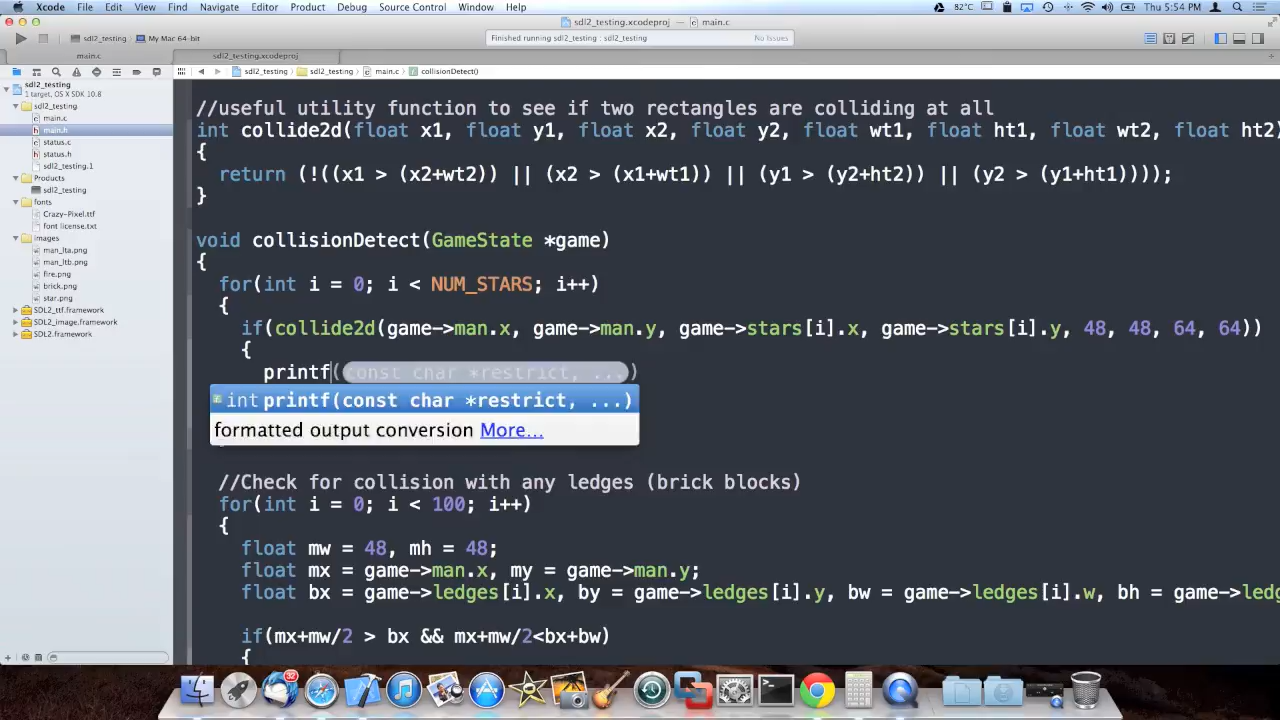 Xcode File Edit View Find Navigate Editor Product Debug Source Control Window Help 82°C Thu 5:54 PM
sdl2_testing.xcodeproj — main.c
sdl2_testing My Mac 64-bit Finished running sdl2_testing : sdl2_testing No Issues
main.c sdl2_testing.xcodeproj
sdl2_testing sdl2_testing main.c collisionDetect()
sdl2_testing
1 target, OS X SDK 10.8
sdl2_testing
main.c
main.h
status.c
status.h
sdl2_testing.1
Products
sdl2_testing
fonts
Crazy-Pixel.ttf
font license.txt
images
man_lta.png
man_ltb.png
fire.png
brick.png
star.png
SDL2_ttf.framework
SDL2_image.framework
SDL2.framework
//useful utility function to see if two rectangles are colliding at all
int collide2d(float x1, float y1, float x2, float y2, float wt1, float ht1, float wt2, float ht2)
{
return (!((x1 > (x2+wt2)) || (x2 > (x1+wt1)) || (y1 > (y2+ht2)) || (y2 > (y1+ht1))));
}
void collisionDetect(GameState *game)
{
for(int i = 0; i < NUM_STARS; i++)
{
if(collide2d(game->man.x, game->man.y, game->stars[i].x, game->stars[i].y, 48, 48, 64, 64))
{
printf(const char *restrict, ...)
int printf(const char *restrict, ...)
formatted output conversion More...
//Check for collision with any ledges (brick blocks)
for(int i = 0; i < 100; i++)
{
float mw = 48, mh = 48;
float mx = game->man.x, my = game->man.y;
float bx = game->ledges[i].x, by = game->ledges[i].y, bw = game->ledges[i].w, bh = game->ledg
if(mx+mw/2 > bx && mx+mw/2<bx+bw)
{
32